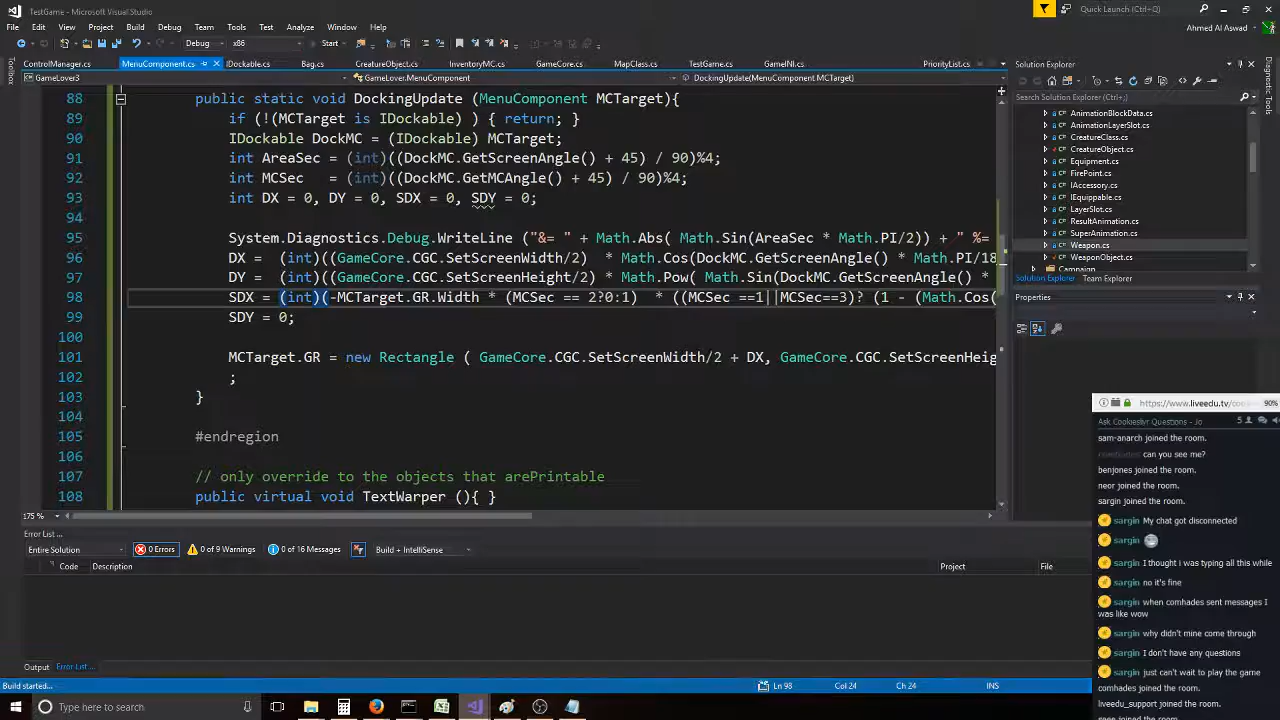 TestGame - Microsoft Visual Studio
Quick Launch (Ctrl+;)
File Edit View Project Build Debug Team Tools Architecture Test Analyze Window Help
Ahmed Al Aswad
Debug x86 Start
ControlManager.cs MenuComponent.cs IDockable.cs Bag.cs CreatureObject.cs InventoryMC.cs GameCore.cs MapClass.cs TestGame.cs GameINI.cs PriorityList.cs
GameLover3 GameLover.MenuComponent DockingUpdate(MenuComponent MCTarget)
Toolbox
88 public static void DockingUpdate (MenuComponent MCTarget){
89 if (!(MCTarget is IDockable) ) { return; }
90 IDockable DockMC = (IDockable) MCTarget;
91 int AreaSec = (int)((DockMC.GetScreenAngle() + 45) / 90)%4;
92 int MCSec = (int)((DockMC.GetMCAngle() + 45) / 90)%4;
93 int DX = 0, DY = 0, SDX = 0, SDY = 0;
94
95 System.Diagnostics.Debug.WriteLine ("&= " + Math.Abs( Math.Sin(AreaSec * Math.PI/2)) + " %=
96 DX = (int)((GameCore.CGC.SetScreenWidth/2) * Math.Cos(DockMC.GetScreenAngle() * Math.PI/18
97 DY = (int)((GameCore.CGC.SetScreenHeight/2) * Math.Pow( Math.Sin(DockMC.GetScreenAngle() *
98 SDX = (int)(-MCTarget.GR.Width * (MCSec == 2?0:1) * ((MCSec ==1||MCSec==3)? (1 - (Math.Cos(
99 SDY = 0;
100
101 MCTarget.GR = new Rectangle ( GameCore.CGC.SetScreenWidth/2 + DX, GameCore.CGC.SetScreenHeig
102 ;
103 }
104
105 #endregion
106
107 // only override to the objects that arePrintable
108 public virtual void TextWarper (){ }
175 %
Solution Explorer
Search Solution Explorer (Ctrl+;)
AnimationBlockData.cs
AnimationLayerSlot.cs
CreatureClass.cs
CreatureObject.cs
Equipment.cs
FirePoint.cs
IAccessory.cs
IEquippable.cs
LayerSlot.cs
ResultAnimation.cs
SuperAnimation.cs
Weapon.cs
WeaponObject.cs
Campaign
Solution Explorer Team Explorer
Properties
Diagnostic Tools
Error List ...
Entire Solution 0 Errors 0 of 9 Warnings 0 of 16 Messages Build + IntelliSense
Code Description Project File
Output Error List ...
Build started... Ln 98 Col 24 Ch 24 INS
Type here to search
https://www.liveedu.tv/coo 90%
Ask Cookieslvr Questions - Jo 5
sam-anarch joined the room.
comhades can you see me?
benjones joined the room.
neor joined the room.
sargin joined the room.
sargin My chat got disconnected
sargin
sargin I thought i was typing all this while
sargin no it's fine
sargin when comhades sent messages I
was like wow
sargin why didn't mine come through
sargin I don't have any questions
sargin just can't wait to play the game
comhades joined the room.
liveedu_support joined the room.